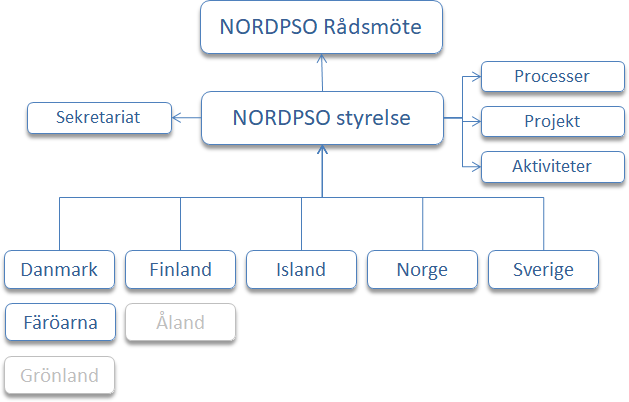 NORDPSO Rådsmöte
Processer
Sekretariat
NORDPSO styrelse
Projekt
Aktiviteter
Danmark
Finland
Island
Norge
Sverige
Färöarna
Åland
Grönland